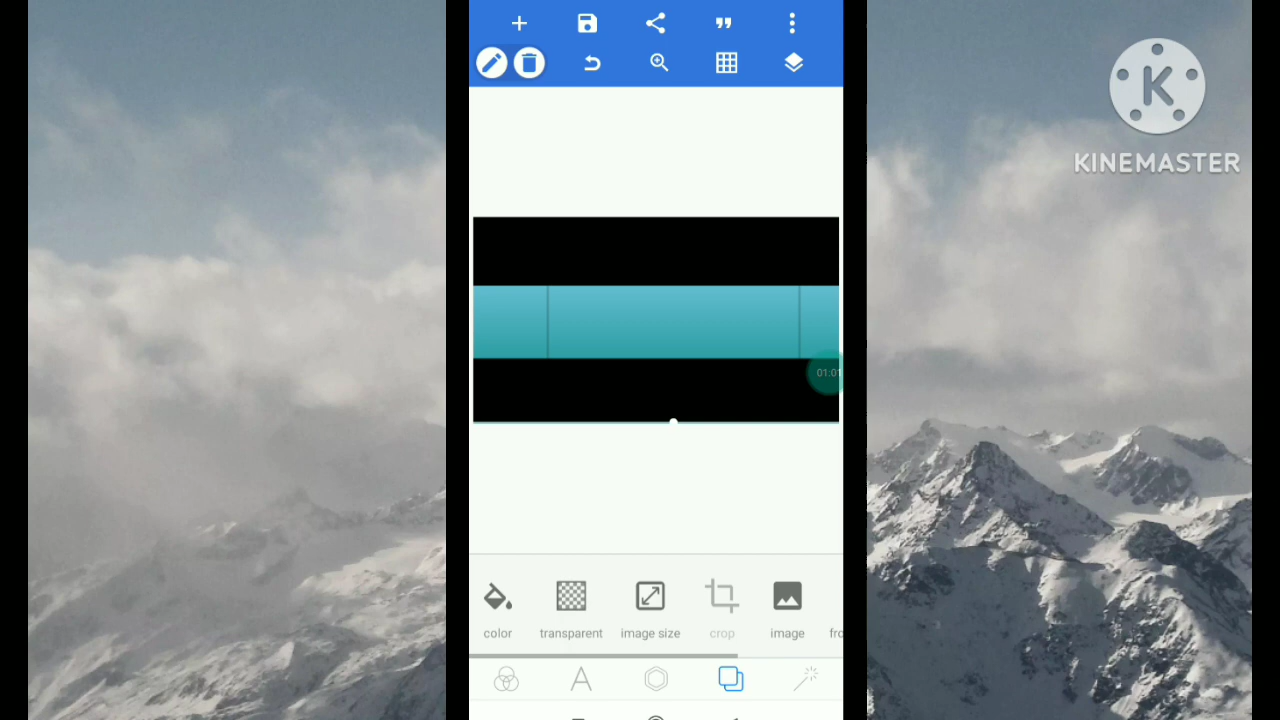 K
KINEMASTER
01:01
color
transparent
image size
crop
image
fro